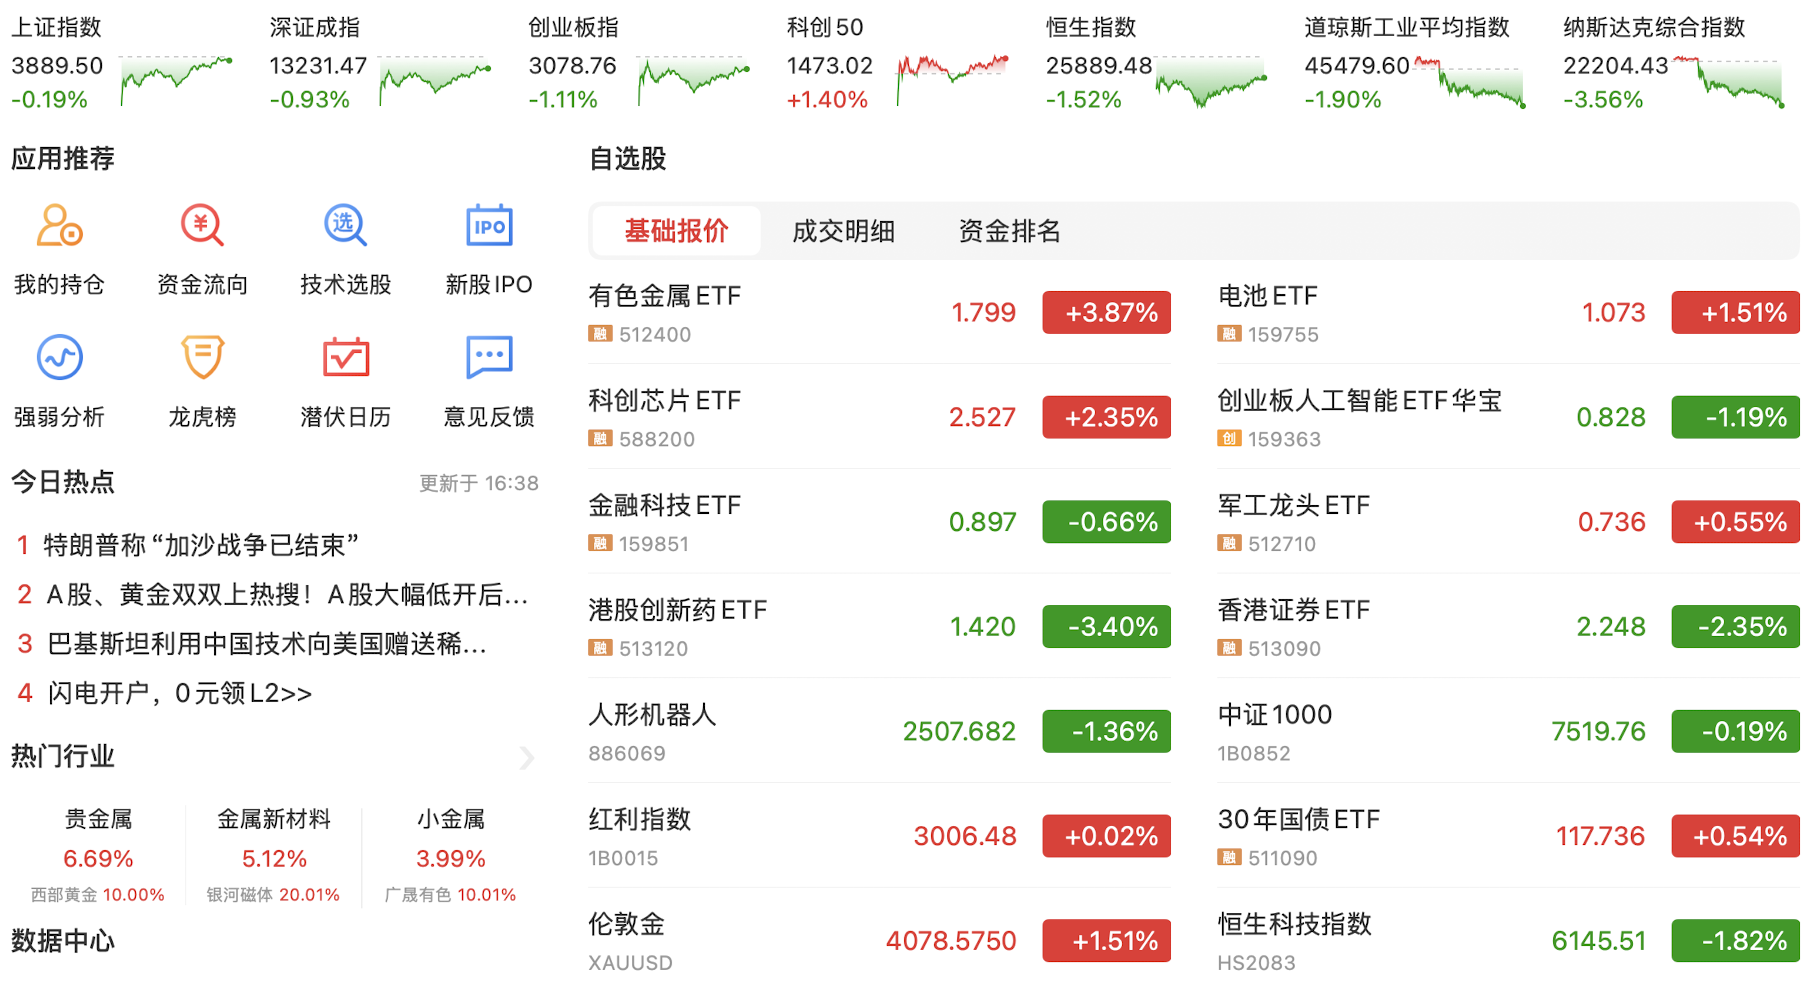 上证指数
3889.50
-0.19%
深证成指
13231.47
-0.93%
创业板指
3078.76
-1.11%
科创50
1473.02
+1.40%
恒生指数
25889.48
-1.52%
道琼斯工业平均指数
45479.60
-1.90%
纳斯达克综合指数
22204.43
-3.56%
应用推荐
我的持仓
¥
资金流向
选
技术选股
IPO
新股IPO
强弱分析
龙虎榜
潜伏日历
意见反馈
今日热点
更新于 16:38
1 特朗普称 “加沙战争已结束”
2 A股、黄金双双上热搜！A股大幅低开后...
3 巴基斯坦利用中国技术向美国赠送稀...
4 闪电开户，0元领L2>>
热门行业
贵金属
6.69%
西部黄金 10.00%
金属新材料
5.12%
银河磁体 20.01%
小金属
3.99%
广晟有色 10.01%
数据中心
自选股
基础报价 成交明细 资金排名
有色金属ETF
融 512400
1.799
+3.87%
电池ETF
融 159755
1.073
+1.51%
科创芯片ETF
融 588200
2.527
+2.35%
创业板人工智能ETF华宝
创 159363
0.828
-1.19%
金融科技ETF
融 159851
0.897
-0.66%
军工龙头ETF
融 512710
0.736
+0.55%
港股创新药ETF
融 513120
1.420
-3.40%
香港证券ETF
融 513090
2.248
-2.35%
人形机器人
886069
2507.682
-1.36%
中证1000
1B0852
7519.76
-0.19%
红利指数
1B0015
3006.48
+0.02%
30年国债ETF
融 511090
117.736
+0.54%
伦敦金
XAUUSD
4078.5750
+1.51%
恒生科技指数
HS2083
6145.51
-1.82%